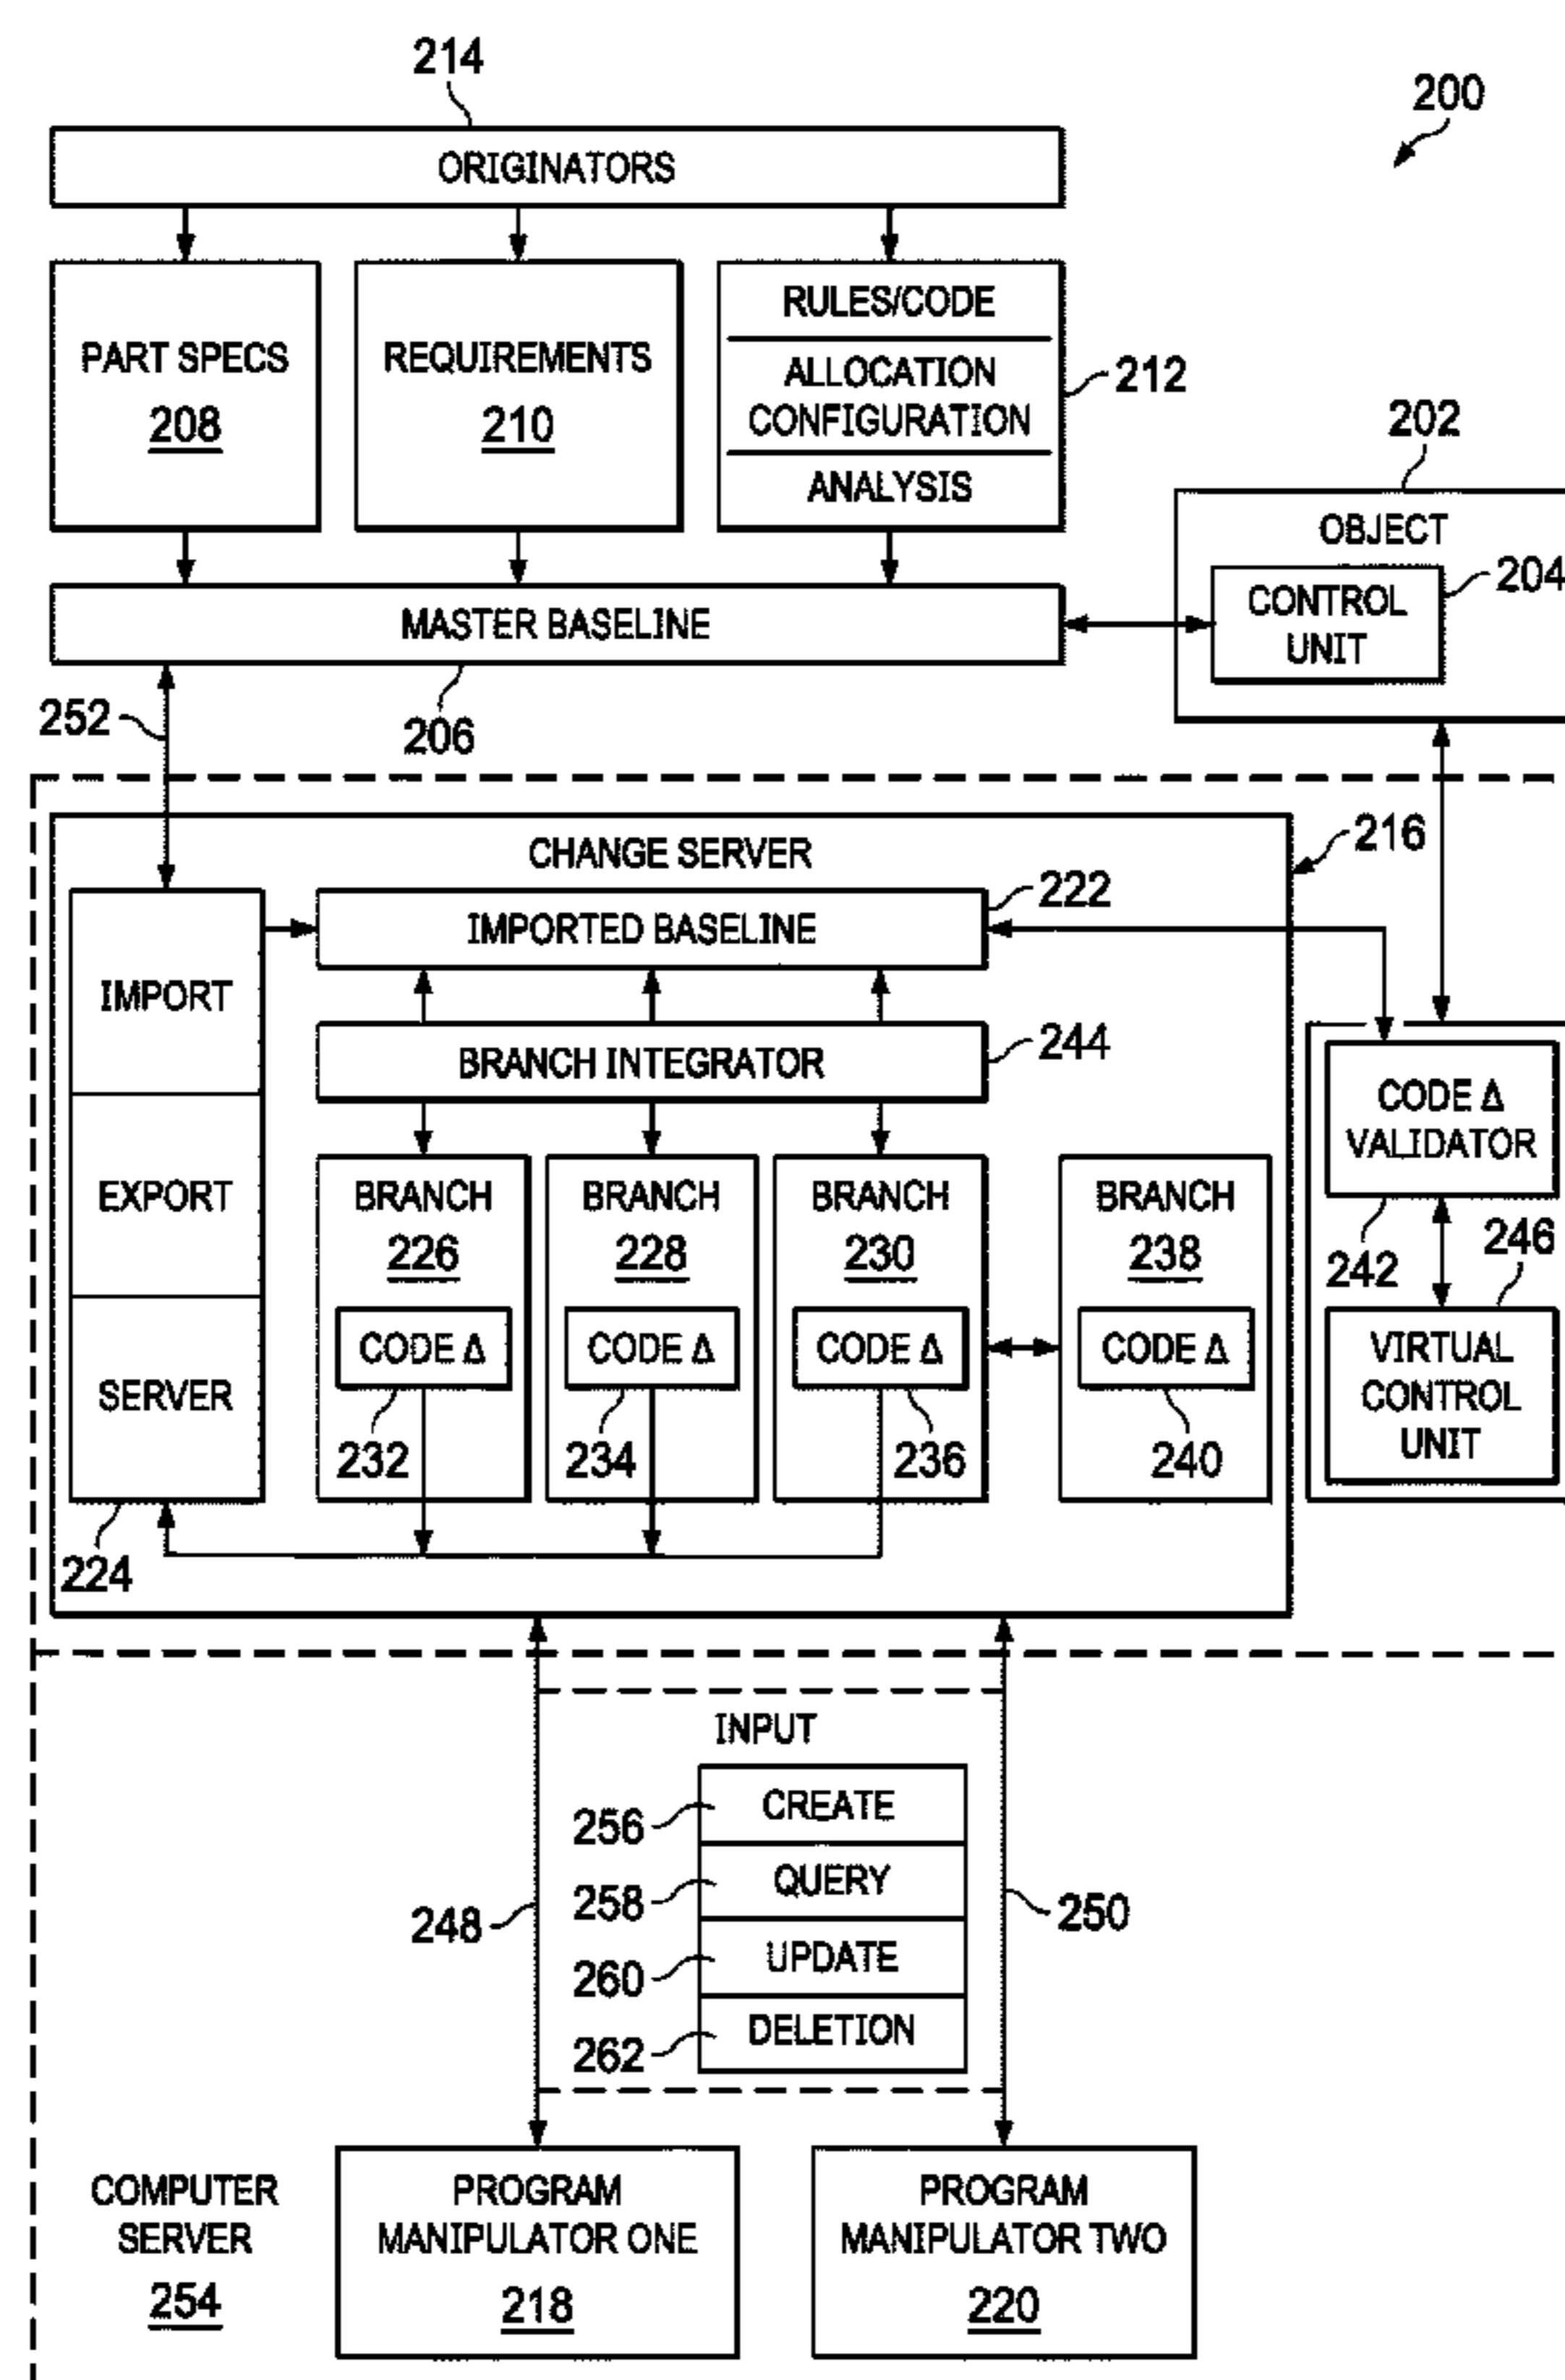 214
200
ORIGINATORS
PART SPECS
208
REQUIREMENTS
210
RULES/CODE
ALLOCATION
CONFIGURATION
ANALYSIS
212
202
OBJECT
CONTROL
UNIT
204
MASTER BASELINE
252
206
CHANGE SERVER
216
IMPORT
EXPORT
SERVER
224
IMPORTED BASELINE
222
BRANCH INTEGRATOR
244
BRANCH
226
CODE Δ
232
BRANCH
228
CODE Δ
234
BRANCH
230
CODE Δ
236
BRANCH
238
CODE Δ
240
CODE Δ
VALIDATOR
242
246
VIRTUAL
CONTROL
UNIT
INPUT
256
CREATE
258
QUERY
260
UPDATE
262
DELETION
248
250
COMPUTER
SERVER
254
PROGRAM
MANIPULATOR ONE
218
PROGRAM
MANIPULATOR TWO
220